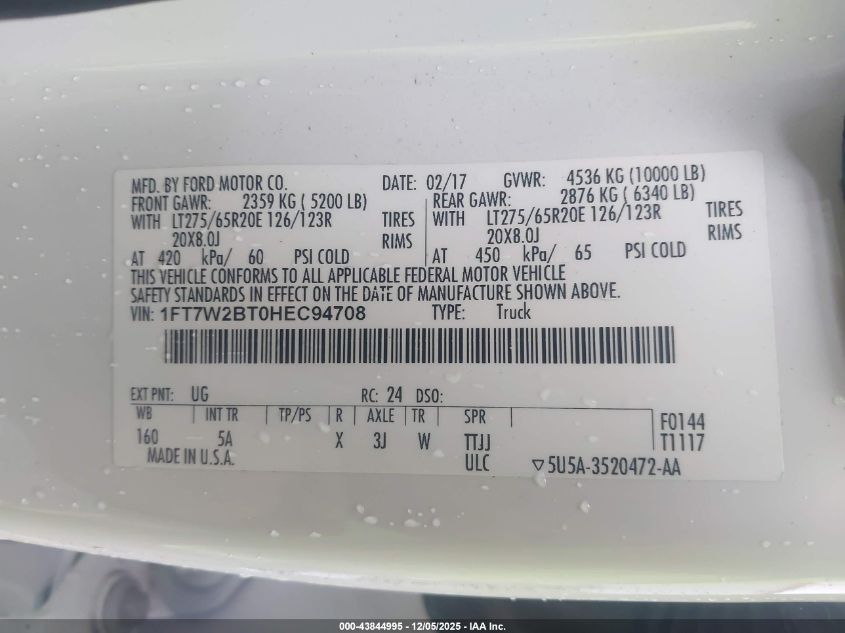 MFD. BY FORD MOTOR CO. DATE: 02/17 GVWR: 4536 KG (10000 LB)
FRONT GAWR: 2359 KG ( 5200 LB) REAR GAWR: 2876 KG ( 6340 LB)
WITH LT275/65R20E 126/123R TIRES WITH LT275/65R20E 126/123R TIRES
20X8.0J RIMS 20X8.0J RIMS
AT 420 kPa/ 60 PSI COLD AT 450 kPa/ 65 PSI COLD
THIS VEHICLE CONFORMS TO ALL APPLICABLE FEDERAL MOTOR VEHICLE
SAFETY STANDARDS IN EFFECT ON THE DATE OF MANUFACTURE SHOWN ABOVE.
VIN: 1FT7W2BT0HEC94708 TYPE: Truck
EXT PNT: UG RC: 24 DSO:
WB INT TR TP/PS R AXLE TR SPR F0144
160 5A X 3J W TTJJ T1117
MADE IN U.S.A. ULC ▽5U5A-3520472-AA
000-43844995 - 12/05/2025 - IAA Inc.